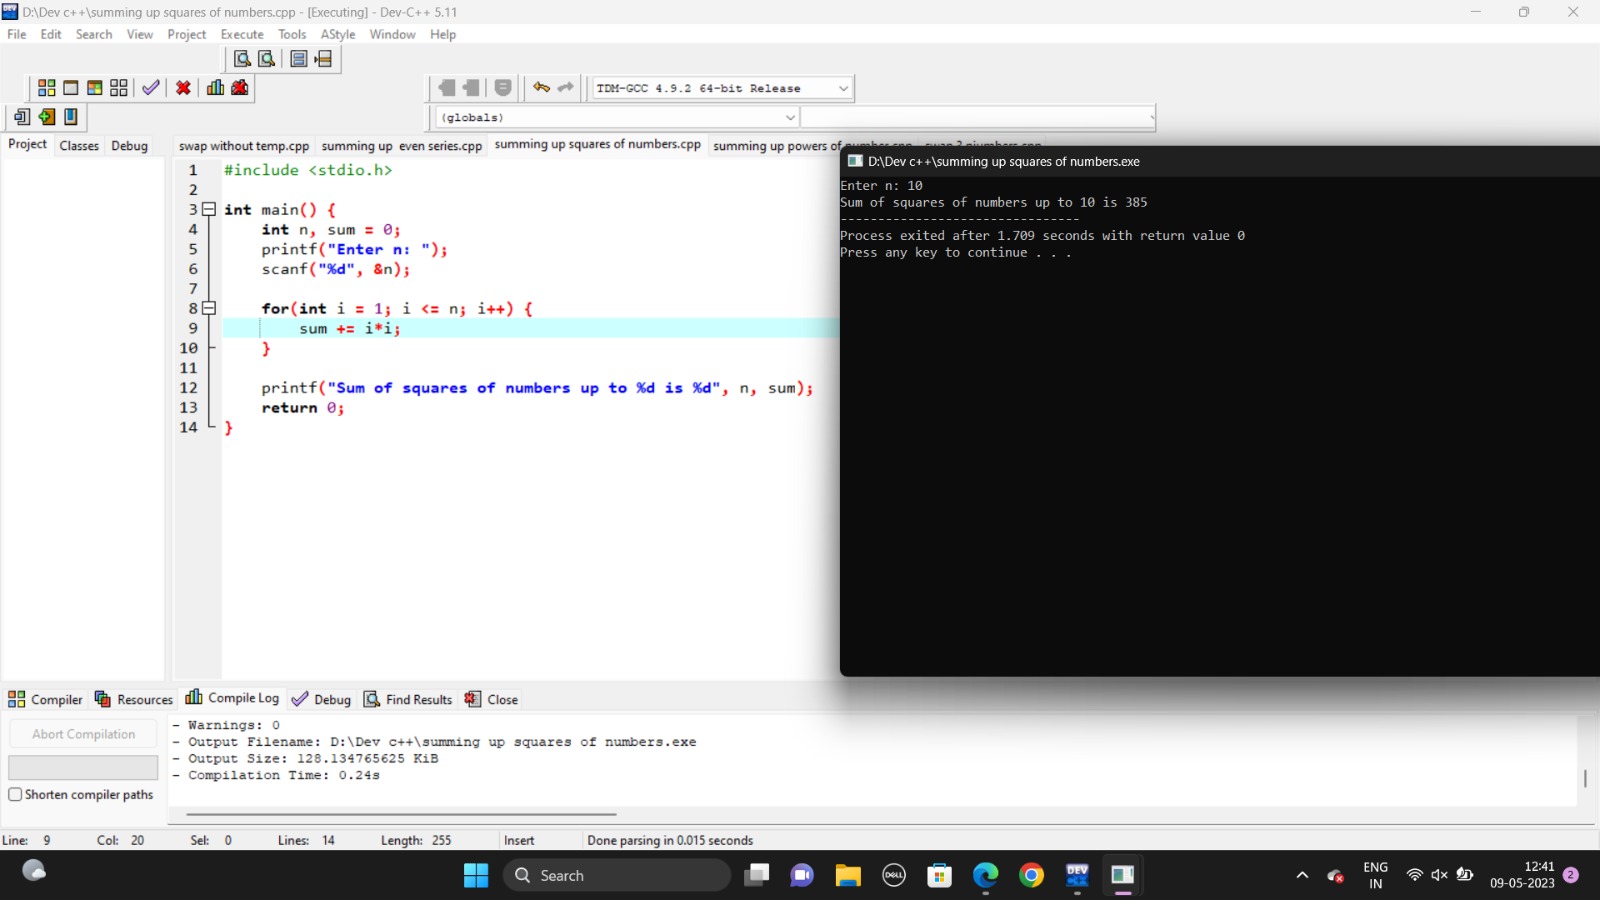 D:\Dev c++\summing up squares of numbers.cpp - [Executing] - Dev-C++ 5.11
File Edit Search View Project Execute Tools AStyle Window Help
TDM-GCC 4.9.2 64-bit Release
(globals)
Project Classes Debug
swap without temp.cpp summing up even series.cpp summing up squares of numbers.cpp summing up powers of
1 #include <stdio.h>
2
3 int main() {
4 int n, sum = 0;
5 printf("Enter n: ");
6 scanf("%d", &n);
7
8 for(int i = 1; i <= n; i++) {
9 sum += i*i;
10 }
11
12 printf("Sum of squares of numbers up to %d is %d", n, sum);
13 return 0;
14 }
D:\Dev c++\summing up squares of numbers.exe
Enter n: 10
Sum of squares of numbers up to 10 is 385
--------------------------------
Process exited after 1.709 seconds with return value 0
Press any key to continue . . .
Compiler Resources Compile Log Debug Find Results Close
Abort Compilation
Shorten compiler paths
- Warnings: 0
- Output Filename: D:\Dev c++\summing up squares of numbers.exe
- Output Size: 128.134765625 KiB
- Compilation Time: 0.24s
Line: 9 Col: 20 Sel: 0 Lines: 14 Length: 255 Insert Done parsing in 0.015 seconds
Search
DELL
DEV
ENG
IN
12:41
09-05-2023
2